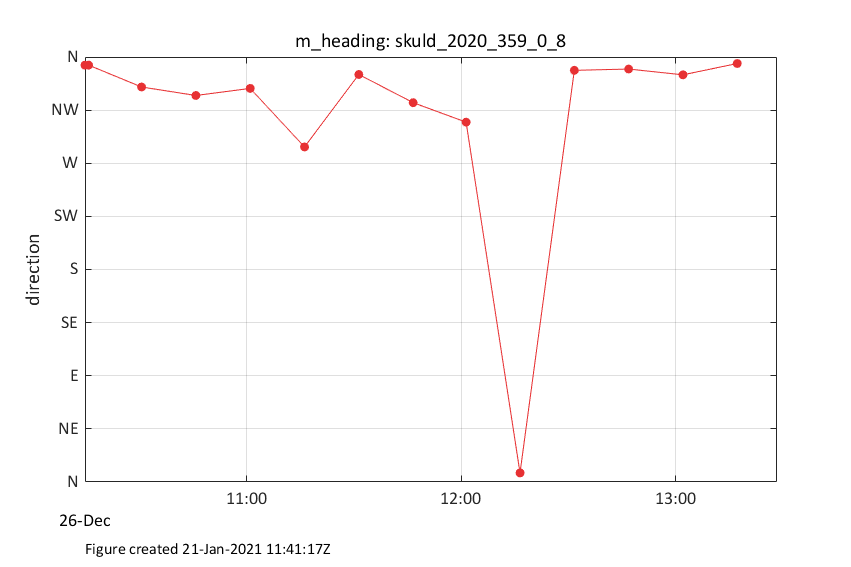 m_heading: skuld_2020_359_0_8
N
NW
W
SW
S
SE
E
NE
N
direction
11:00
12:00
13:00
26-Dec
Figure created 21-Jan-2021 11:41:17Z